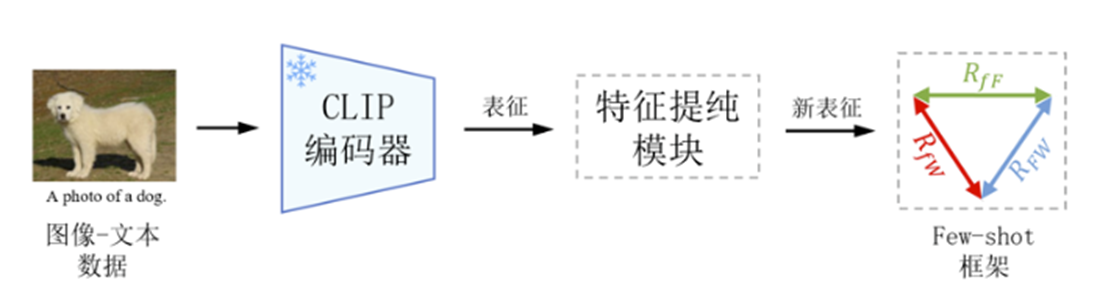 A photo of a dog.
图像-文本
数据
CLIP
编码器
表征
特征提纯
模块
新表征
R_{fF}
R_{fW}
R_{FW}
Few-shot
框架